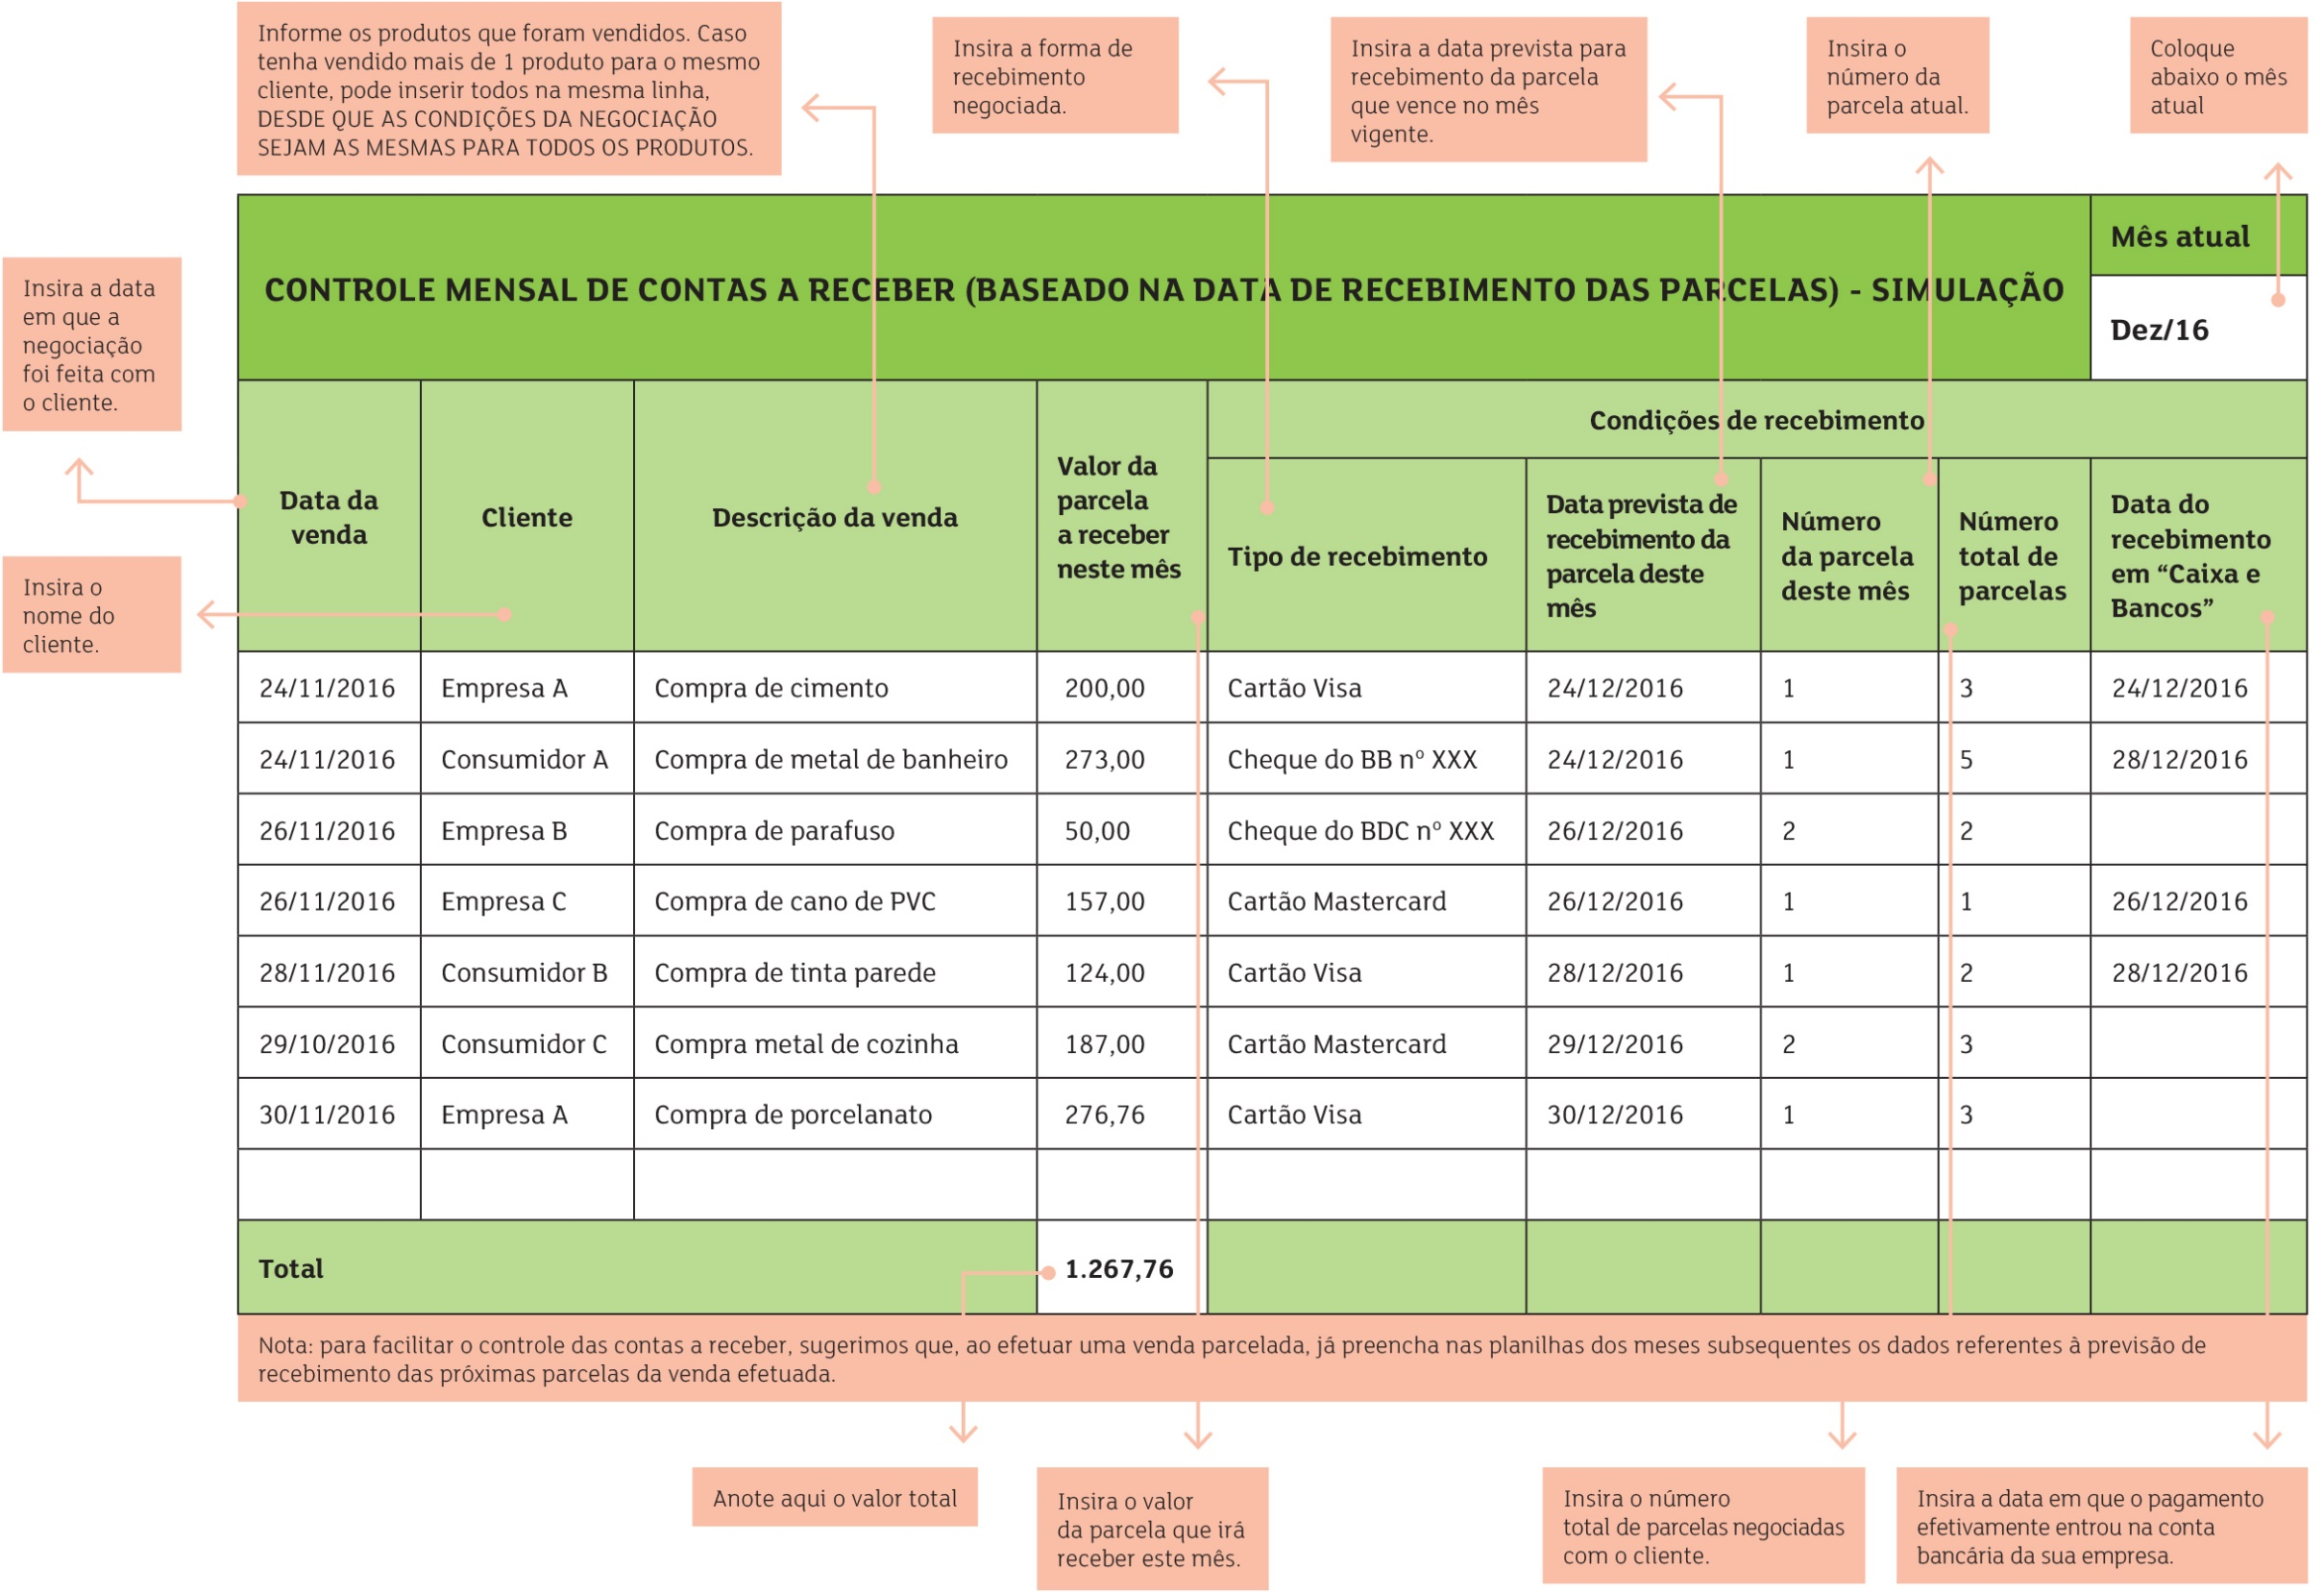 Informe os produtos que foram vendidos. Caso
tenha vendido mais de 1 produto para o mesmo
cliente, pode inserir todos na mesma linha,
DESDE QUE AS CONDIÇÕES DA NEGOCIAÇÃO
SEJAM AS MESMAS PARA TODOS OS PRODUTOS.
Insira a forma de
recebimento
negociada.
Insira a data prevista para
recebimento da parcela
que vence no mês
vigente.
Insira o
número da
parcela atual.
Coloque
abaixo o mês
atual
Insira a data
em que a
negociação
foi feita com
o cliente.
Insira o
nome do
cliente.
CONTROLE MENSAL DE CONTAS A RECEBER (BASEADO NA DATA DE RECEBIMENTO DAS PARCELAS) - SIMULAÇÃO
Mês atual
Dez/16
Data da
venda
Cliente
Descrição da venda
Valor da
parcela
a receber
neste mês
Condições de recebimento
Tipo de recebimento
Data prevista de
recebimento da
parcela deste
mês
Número
da parcela
deste mês
Número
total de
parcelas
Data do
recebimento
em “Caixa e
Bancos”
24/11/2016 Empresa A Compra de cimento 200,00 Cartão Visa 24/12/2016 1 3 24/12/2016
24/11/2016 Consumidor A Compra de metal de banheiro 273,00 Cheque do BB nº XXX 24/12/2016 1 5 28/12/2016
26/11/2016 Empresa B Compra de parafuso 50,00 Cheque do BDC nº XXX 26/12/2016 2 2
26/11/2016 Empresa C Compra de cano de PVC 157,00 Cartão Mastercard 26/12/2016 1 1 26/12/2016
28/11/2016 Consumidor B Compra de tinta parede 124,00 Cartão Visa 28/12/2016 1 2 28/12/2016
29/10/2016 Consumidor C Compra metal de cozinha 187,00 Cartão Mastercard 29/12/2016 2 3
30/11/2016 Empresa A Compra de porcelanato 276,76 Cartão Visa 30/12/2016 1 3
Total 1.267,76
Nota: para facilitar o controle das contas a receber, sugerimos que, ao efetuar uma venda parcelada, já preencha nas planilhas dos meses subsequentes os dados referentes à previsão de
recebimento das próximas parcelas da venda efetuada.
Anote aqui o valor total
Insira o valor
da parcela que irá
receber este mês.
Insira o número
total de parcelas negociadas
com o cliente.
Insira a data em que o pagamento
efetivamente entrou na conta
bancária da sua empresa.